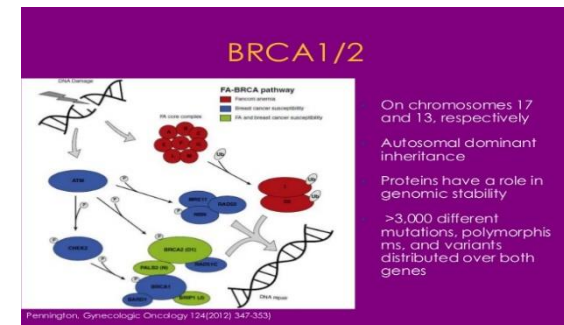 BRCA1/2
DNA Damage
FA-BRCA pathway
Fanconi anemia
Breast cancer susceptibility
FA and breast cancer susceptibility
FA core complex
Ub
Ub
Ub
ATM
P
P
P
P
P
MRE11
RAD50
NBN
CHEK2
BRCA2 (D1)
PALB2 (N)
BRCA1
BARD1
BRIP1 (J)
DNA repair
On chromosomes 17
and 13, respectively
Autosomal dominant
inheritance
Proteins have a role in
genomic stability
>3,000 different
mutations, polymorphis
ms, and variants
distributed over both
genes
Pennington, Gynecologic Oncology 124(2012) 347-353)